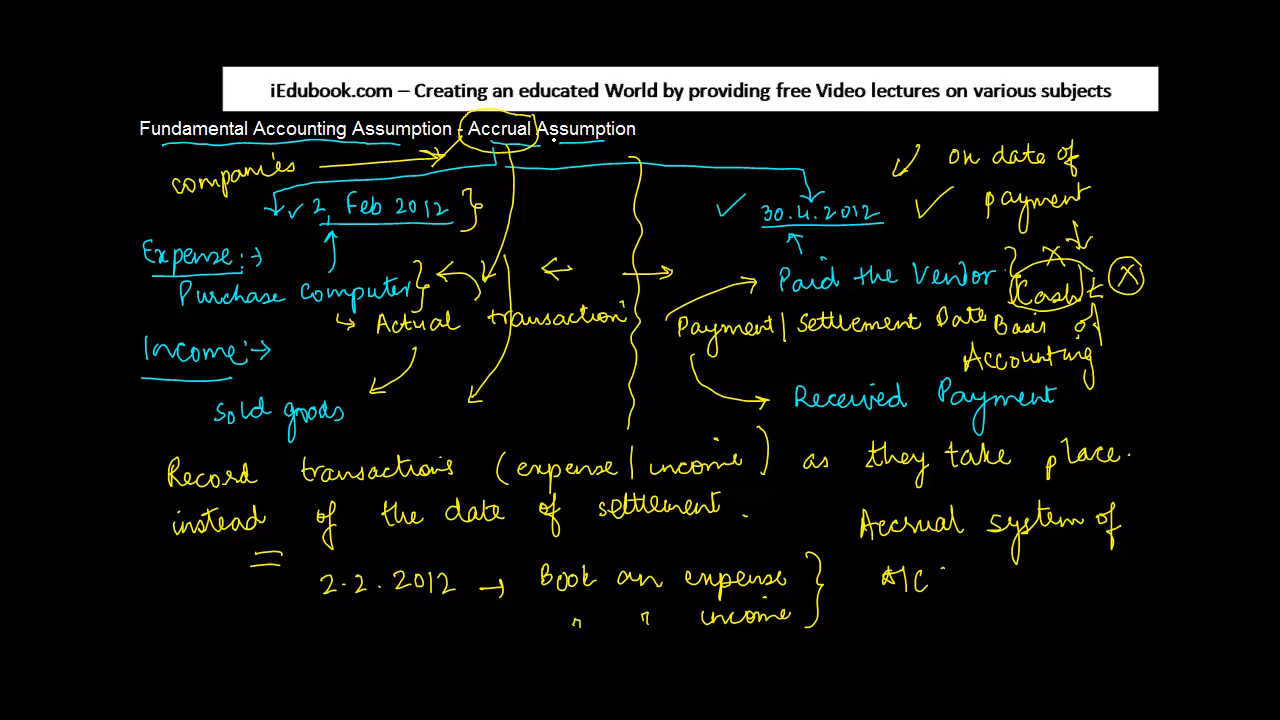 iEdubook.com – Creating an educated World by providing free Video lectures on various subjects
Fundamental Accounting Assumption - Accrual Assumption
companies
on date of
payment
2, Feb 2012
30.4.2012
Expense:→
Purchase computer
Paid the Vendor
Cash
Basis of
Accounting
↳ Actual transaction
Payment | Settlement Date
Income:→
Sold goods
Received Payment
Record transactions (expense | income) as they take place.
instead of the date of settlement.
Accrual system of
A/C
2.2.2012 → Book an expense
" " income